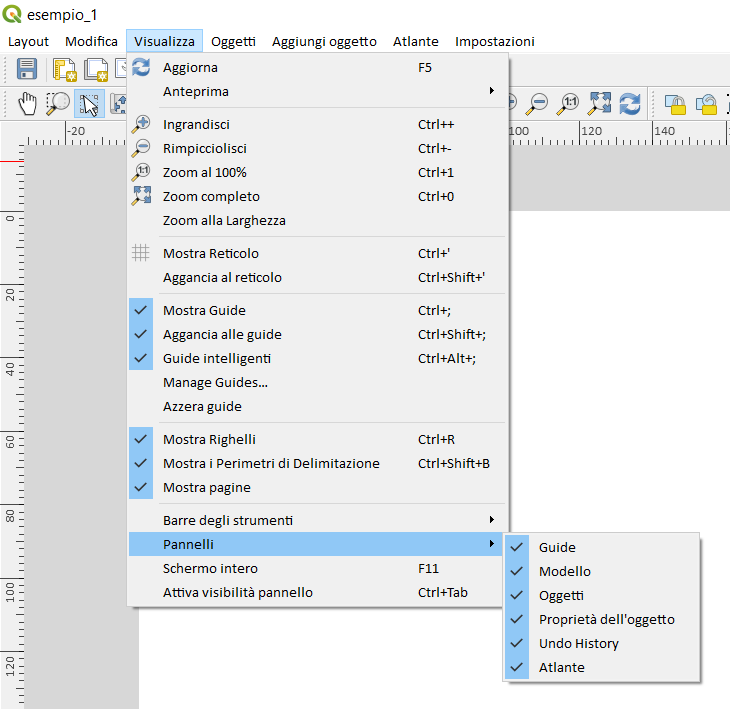 esempio_1
Layout Modifica Visualizza Oggetti Aggiungi oggetto Atlante Impostazioni
Aggiorna F5
Anteprima
Ingrandisci Ctrl++
1:1
-20 100 120 140
Rimpicciolisci Ctrl+-
1:1 Zoom al 100% Ctrl+1
Zoom completo Ctrl+0
Zoom alla Larghezza
0
Mostra Reticolo Ctrl+'
Aggancia al reticolo Ctrl+Shift+'
20
Mostra Guide Ctrl+;
Aggancia alle guide Ctrl+Shift+;
Guide intelligenti Ctrl+Alt+;
40
Manage Guides...
Azzera guide
Mostra Righelli Ctrl+R
60
Mostra i Perimetri di Delimitazione Ctrl+Shift+B
Mostra pagine
80
Barre degli strumenti
Pannelli
Guide
Schermo intero F11
Modello
Attiva visibilità pannello Ctrl+Tab
100
Oggetti
Proprietà dell'oggetto
Undo History
120
Atlante